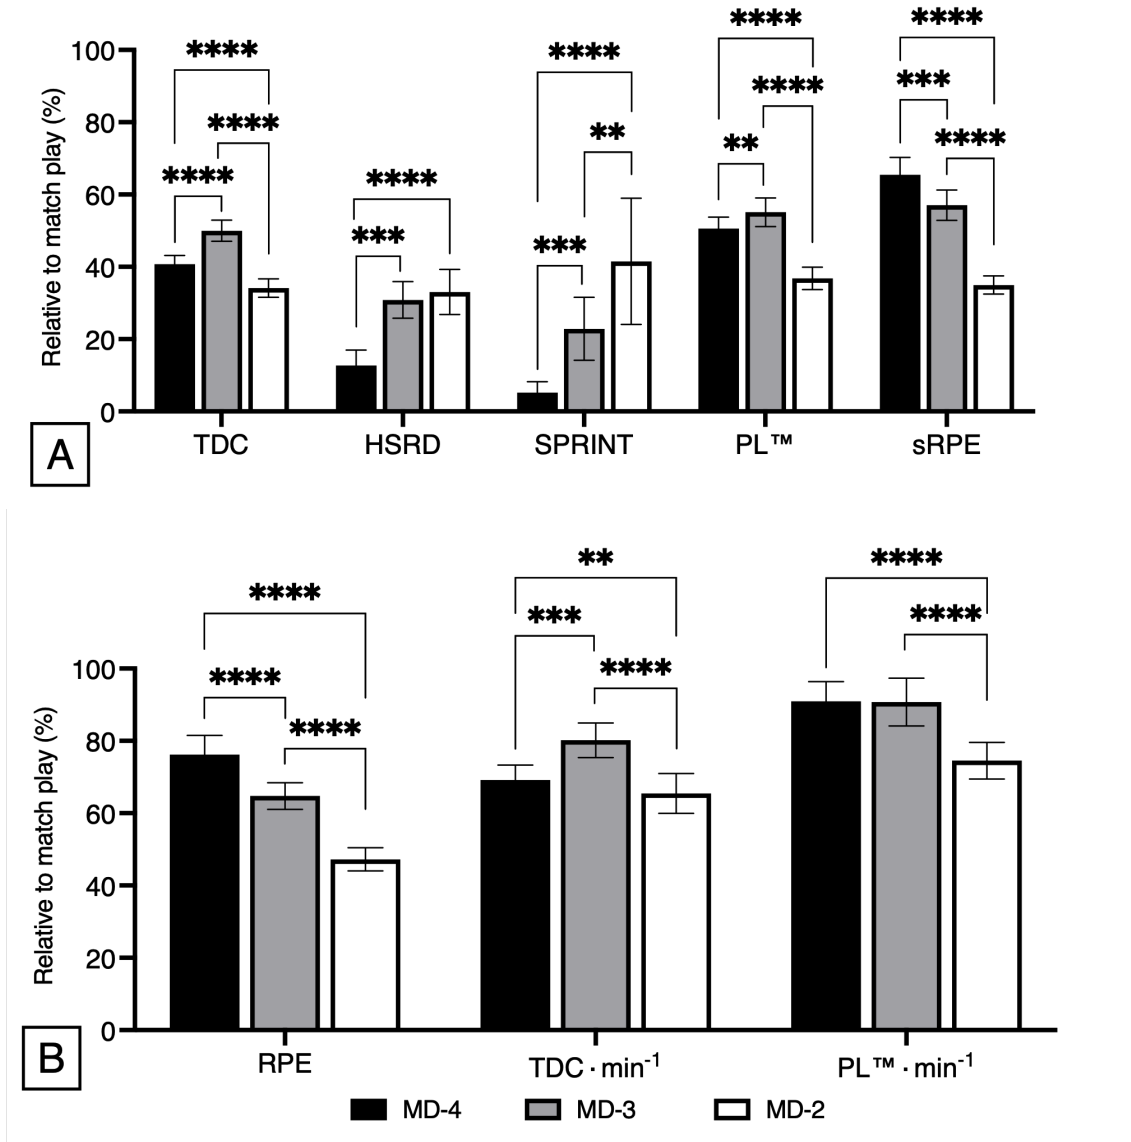 **** **** 
100 **** ****
Relative to match play (%)
80 **** **** ** *** ****
60 **** **** **
40 *** ***
20
0
TDC HSRD SPRINT PL™ sRPE
A
** ****
**** *** ****
100 **** ****
Relative to match play (%)
80 ****
60
40
20
0
RPE TDC · min-1 PL™ · min-1
B
MD-4 MD-3 MD-2